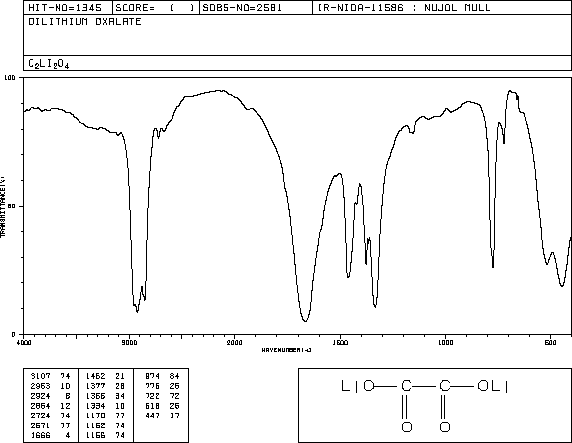 HIT-NO=1345 SCORE= ( ) SDBS-NO=2581 IR-NIDA-11586 : NUJOL MULL
DILITHIUM OXALATE
C2LI2O4
100
TRANSMITTANCE(%)
50
0
4000 3000 2000 1500 1000 500
WAVENUMBER(-1)
3107 74 1462 21 874 84
2953 10 1377 28 776 25
2924 8 1366 34 722 72
2854 12 1334 10 518 26
2724 74 1170 77 447 17
2671 77 1162 74
1666 4 1155 74
LIO C C OLI
O O